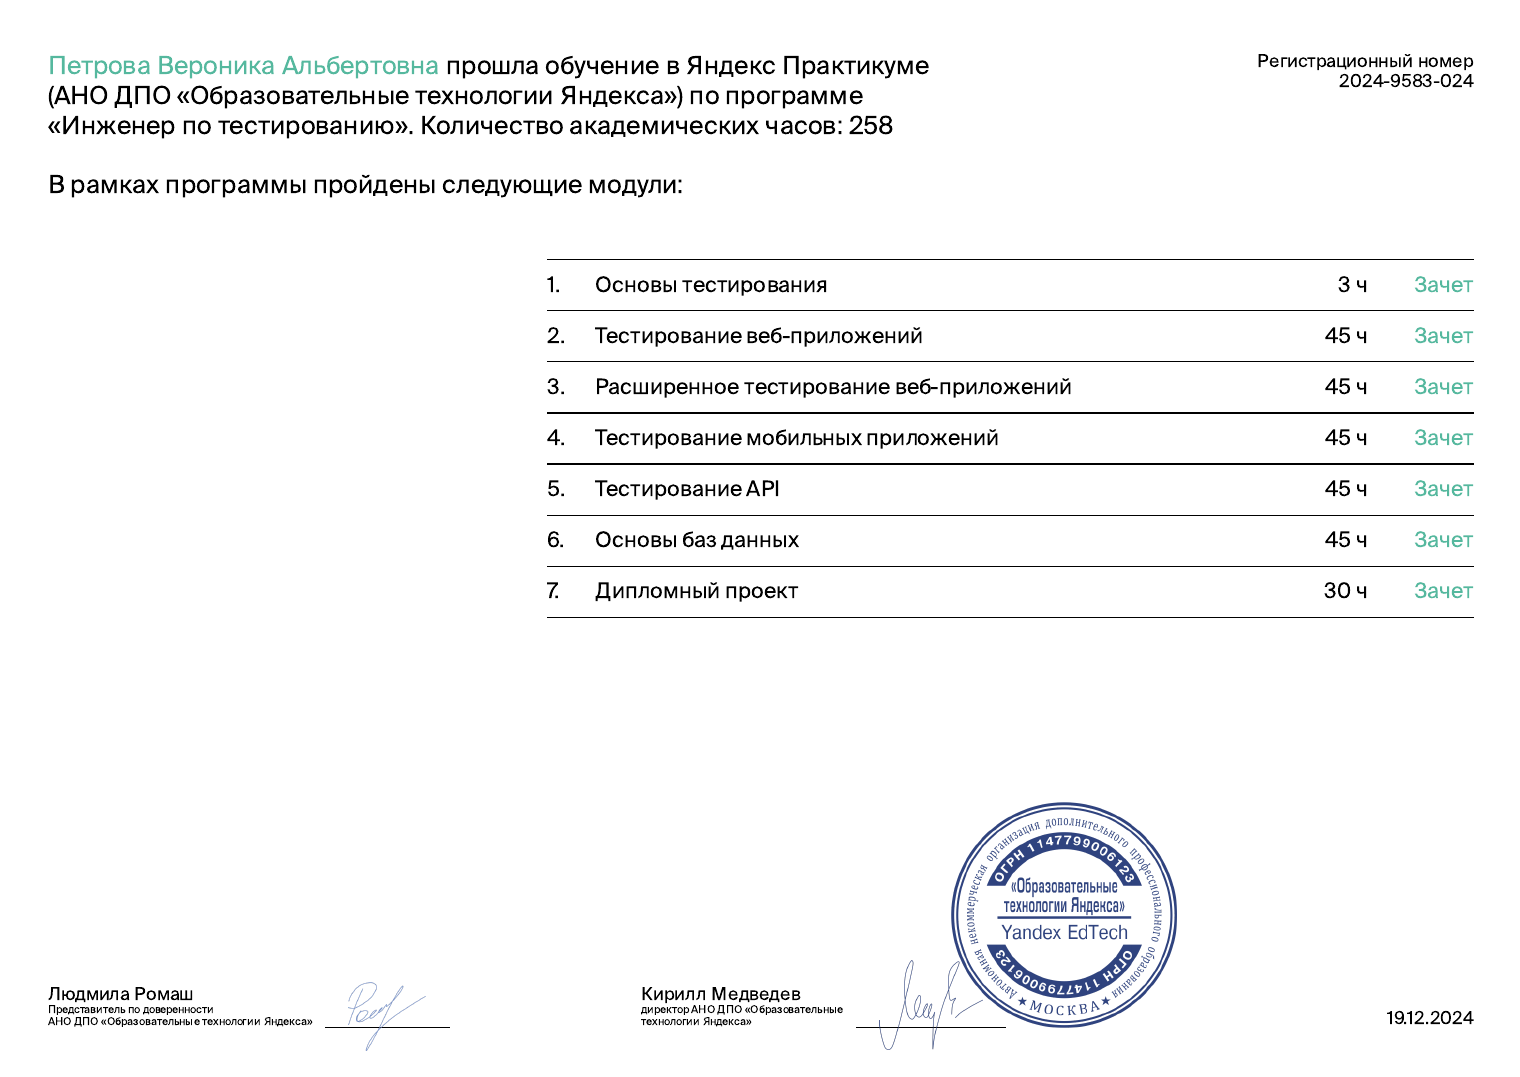 Петрова Вероника Альбертовна прошла обучение в Яндекс Практикуме
(АНО ДПО «Образовательные технологии Яндекса») по программе
«Инженер по тестированию». Количество академических часов: 258
Регистрационный номер
2024-9583-024
В рамках программы пройдены следующие модули:
1. Основы тестирования 3 ч Зачет
2. Тестирование веб-приложений 45 ч Зачет
3. Расширенное тестирование веб-приложений 45 ч Зачет
4. Тестирование мобильных приложений 45 ч Зачет
5. Тестирование API 45 ч Зачет
6. Основы баз данных 45 ч Зачет
7. Дипломный проект 30 ч Зачет
Автономная некоммерческая организация дополнительного профессионального образования
ОГРН 1147799006123
«Образовательные
технологии Яндекса»
Yandex EdTech
ОГРН 1147799006123
★ МОСКВА ★
Людмила Ромаш
Представитель по доверенности
АНО ДПО «Образовательные технологии Яндекса»
Кирилл Медведев
директор АНО ДПО «Образовательные
технологии Яндекса»
19.12.2024